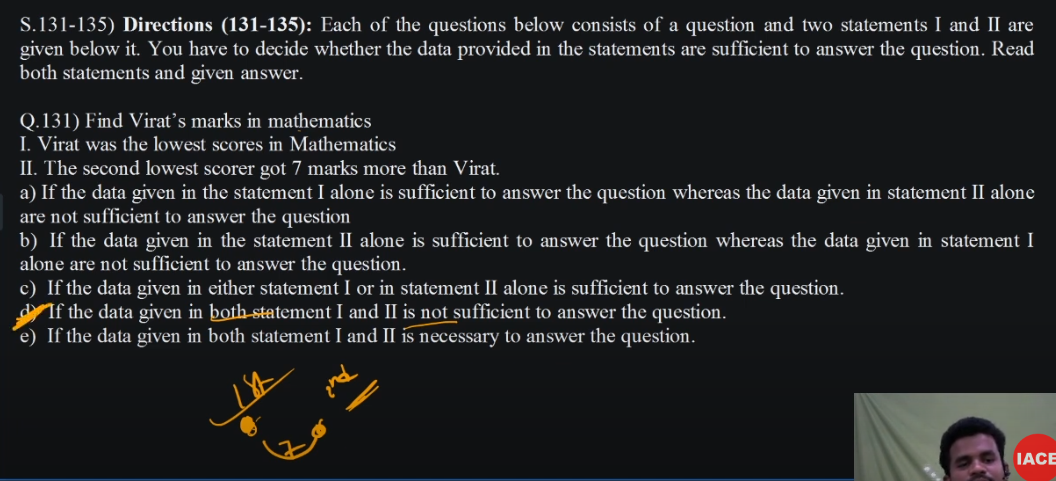 S.131-135) Directions (131-135): Each of the questions below consists of a question and two statements I and II are
given below it. You have to decide whether the data provided in the statements are sufficient to answer the question. Read
both statements and given answer.
Q.131) Find Virat's marks in mathematics
I. Virat was the lowest scores in Mathematics
II. The second lowest scorer got 7 marks more than Virat.
a) If the data given in the statement I alone is sufficient to answer the question whereas the data given in statement II alone
are not sufficient to answer the question
b) If the data given in the statement II alone is sufficient to answer the question whereas the data given in statement I
alone are not sufficient to answer the question.
c) If the data given in either statement I or in statement II alone is sufficient to answer the question.
d) If the data given in both statement I and II is not sufficient to answer the question.
e) If the data given in both statement I and II is necessary to answer the question.
1st 2nd
7
IACE